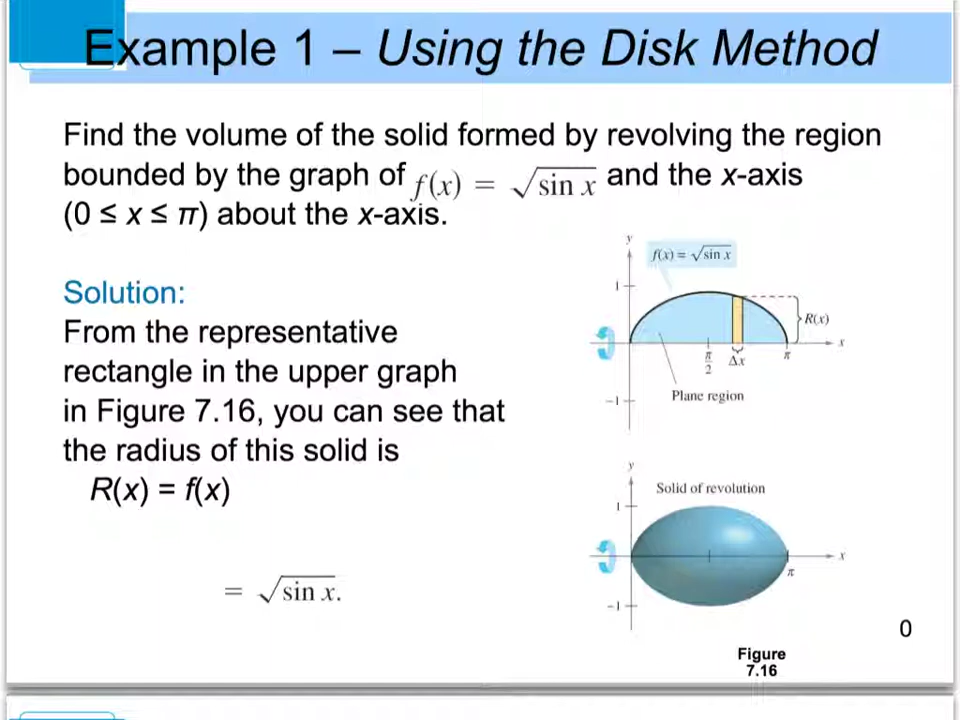 Example 1 – Using the Disk Method
Find the volume of the solid formed by revolving the region
bounded by the graph of f(x) = √sin x and the x-axis
(0 ≤ x ≤ π) about the x-axis.
Solution:
From the representative
rectangle in the upper graph
in Figure 7.16, you can see that
the radius of this solid is
R(x) = f(x)
= √sin x.
y
f(x) = √sin x
1
R(x)
x
π/2
Δx
π
−1
Plane region
y
Solid of revolution
1
x
π
−1
0
Figure
7.16